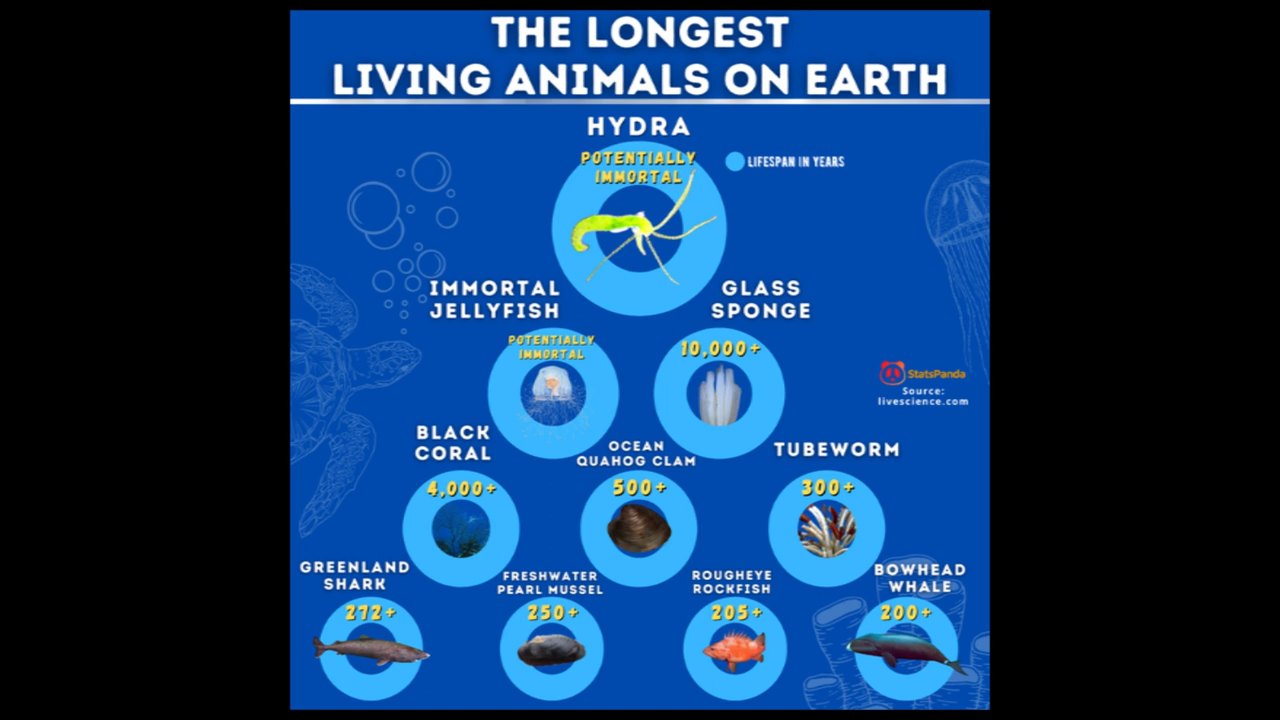 THE LONGEST
LIVING ANIMALS ON EARTH
HYDRA
POTENTIALLY
IMMORTAL
LIFESPAN IN YEARS
IMMORTAL
JELLYFISH
POTENTIALLY
IMMORTAL
GLASS
SPONGE
10,000+
StatsPanda
Source:
livescience.com
BLACK
CORAL
4,000+
OCEAN
QUAHOG CLAM
500+
TUBEWORM
300+
GREENLAND
SHARK
272+
FRESHWATER
PEARL MUSSEL
250+
ROUGHEYE
ROCKFISH
205+
BOWHEAD
WHALE
200+